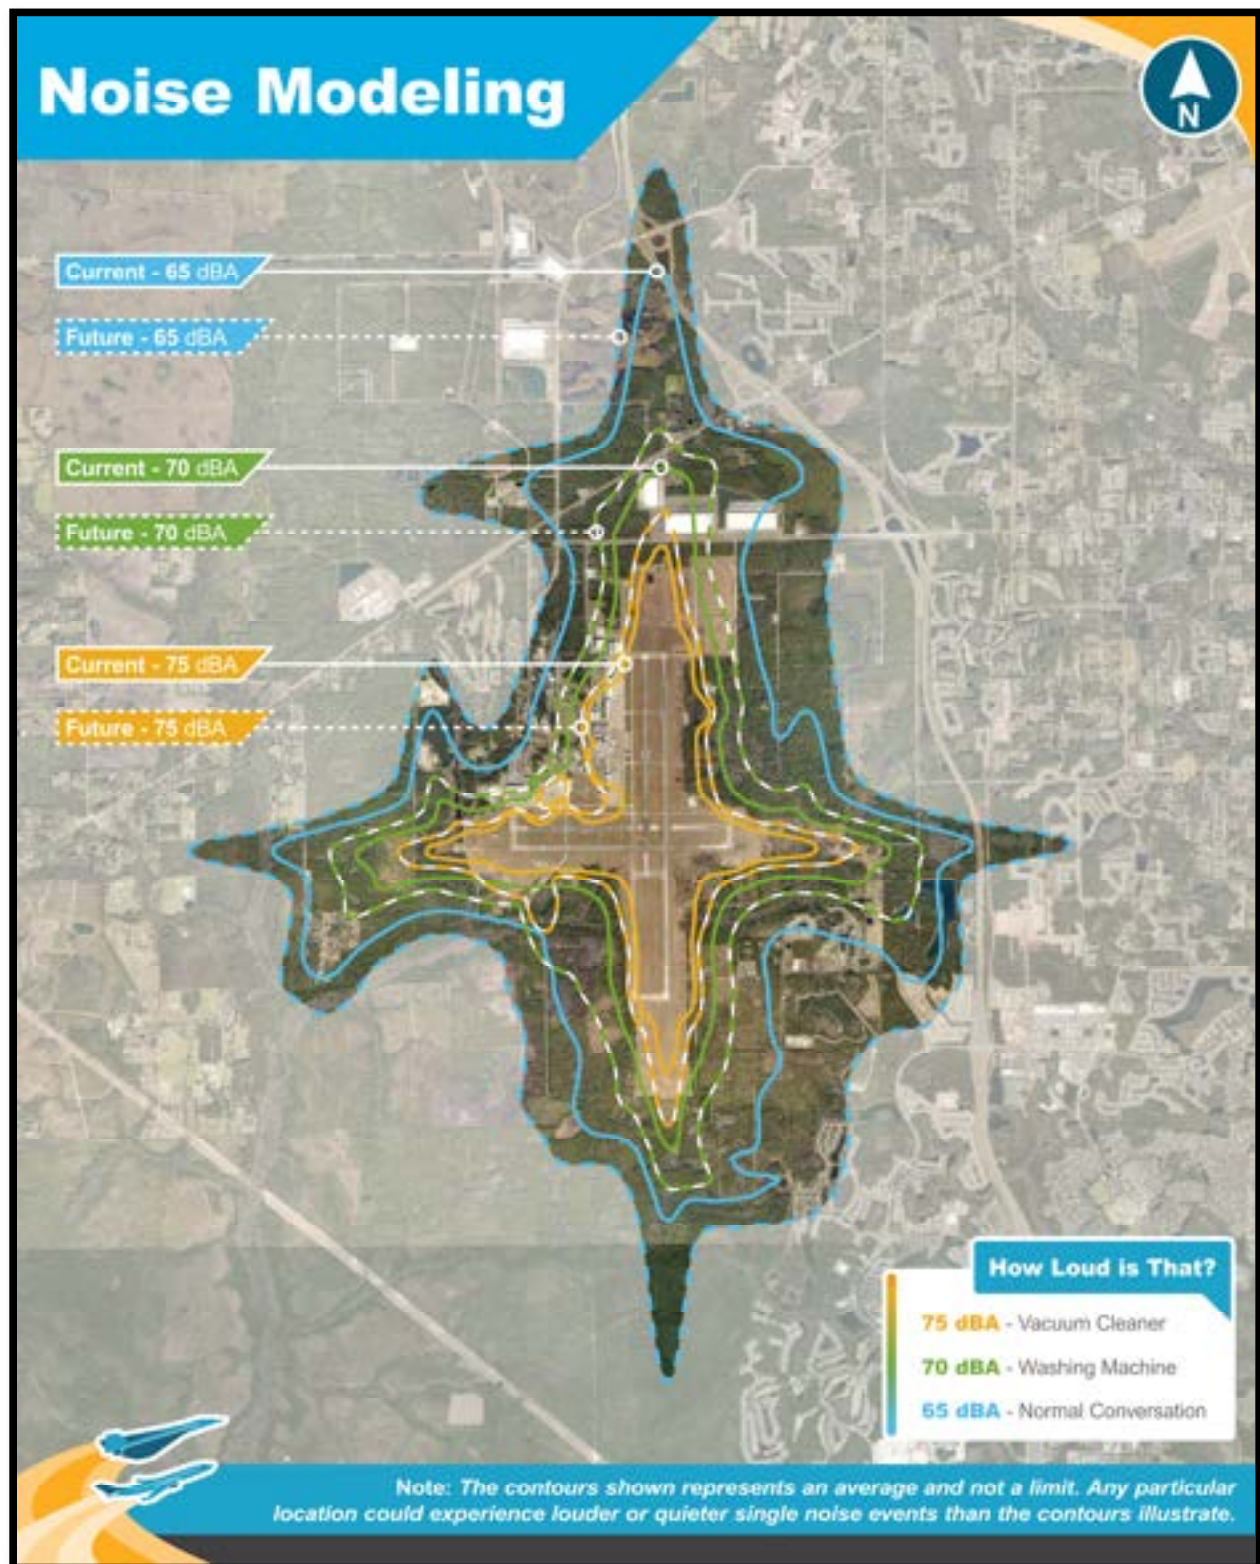 Noise Modeling
N
Current - 65 dBA
Future - 65 dBA
Current - 70 dBA
Future - 70 dBA
Current - 75 dBA
Future - 75 dBA
How Loud is That?
75 dBA - Vacuum Cleaner
70 dBA - Washing Machine
65 dBA - Normal Conversation
Note: The contours shown represents an average and not a limit. Any particular
location could experience louder or quieter single noise events than the contours illustrate.